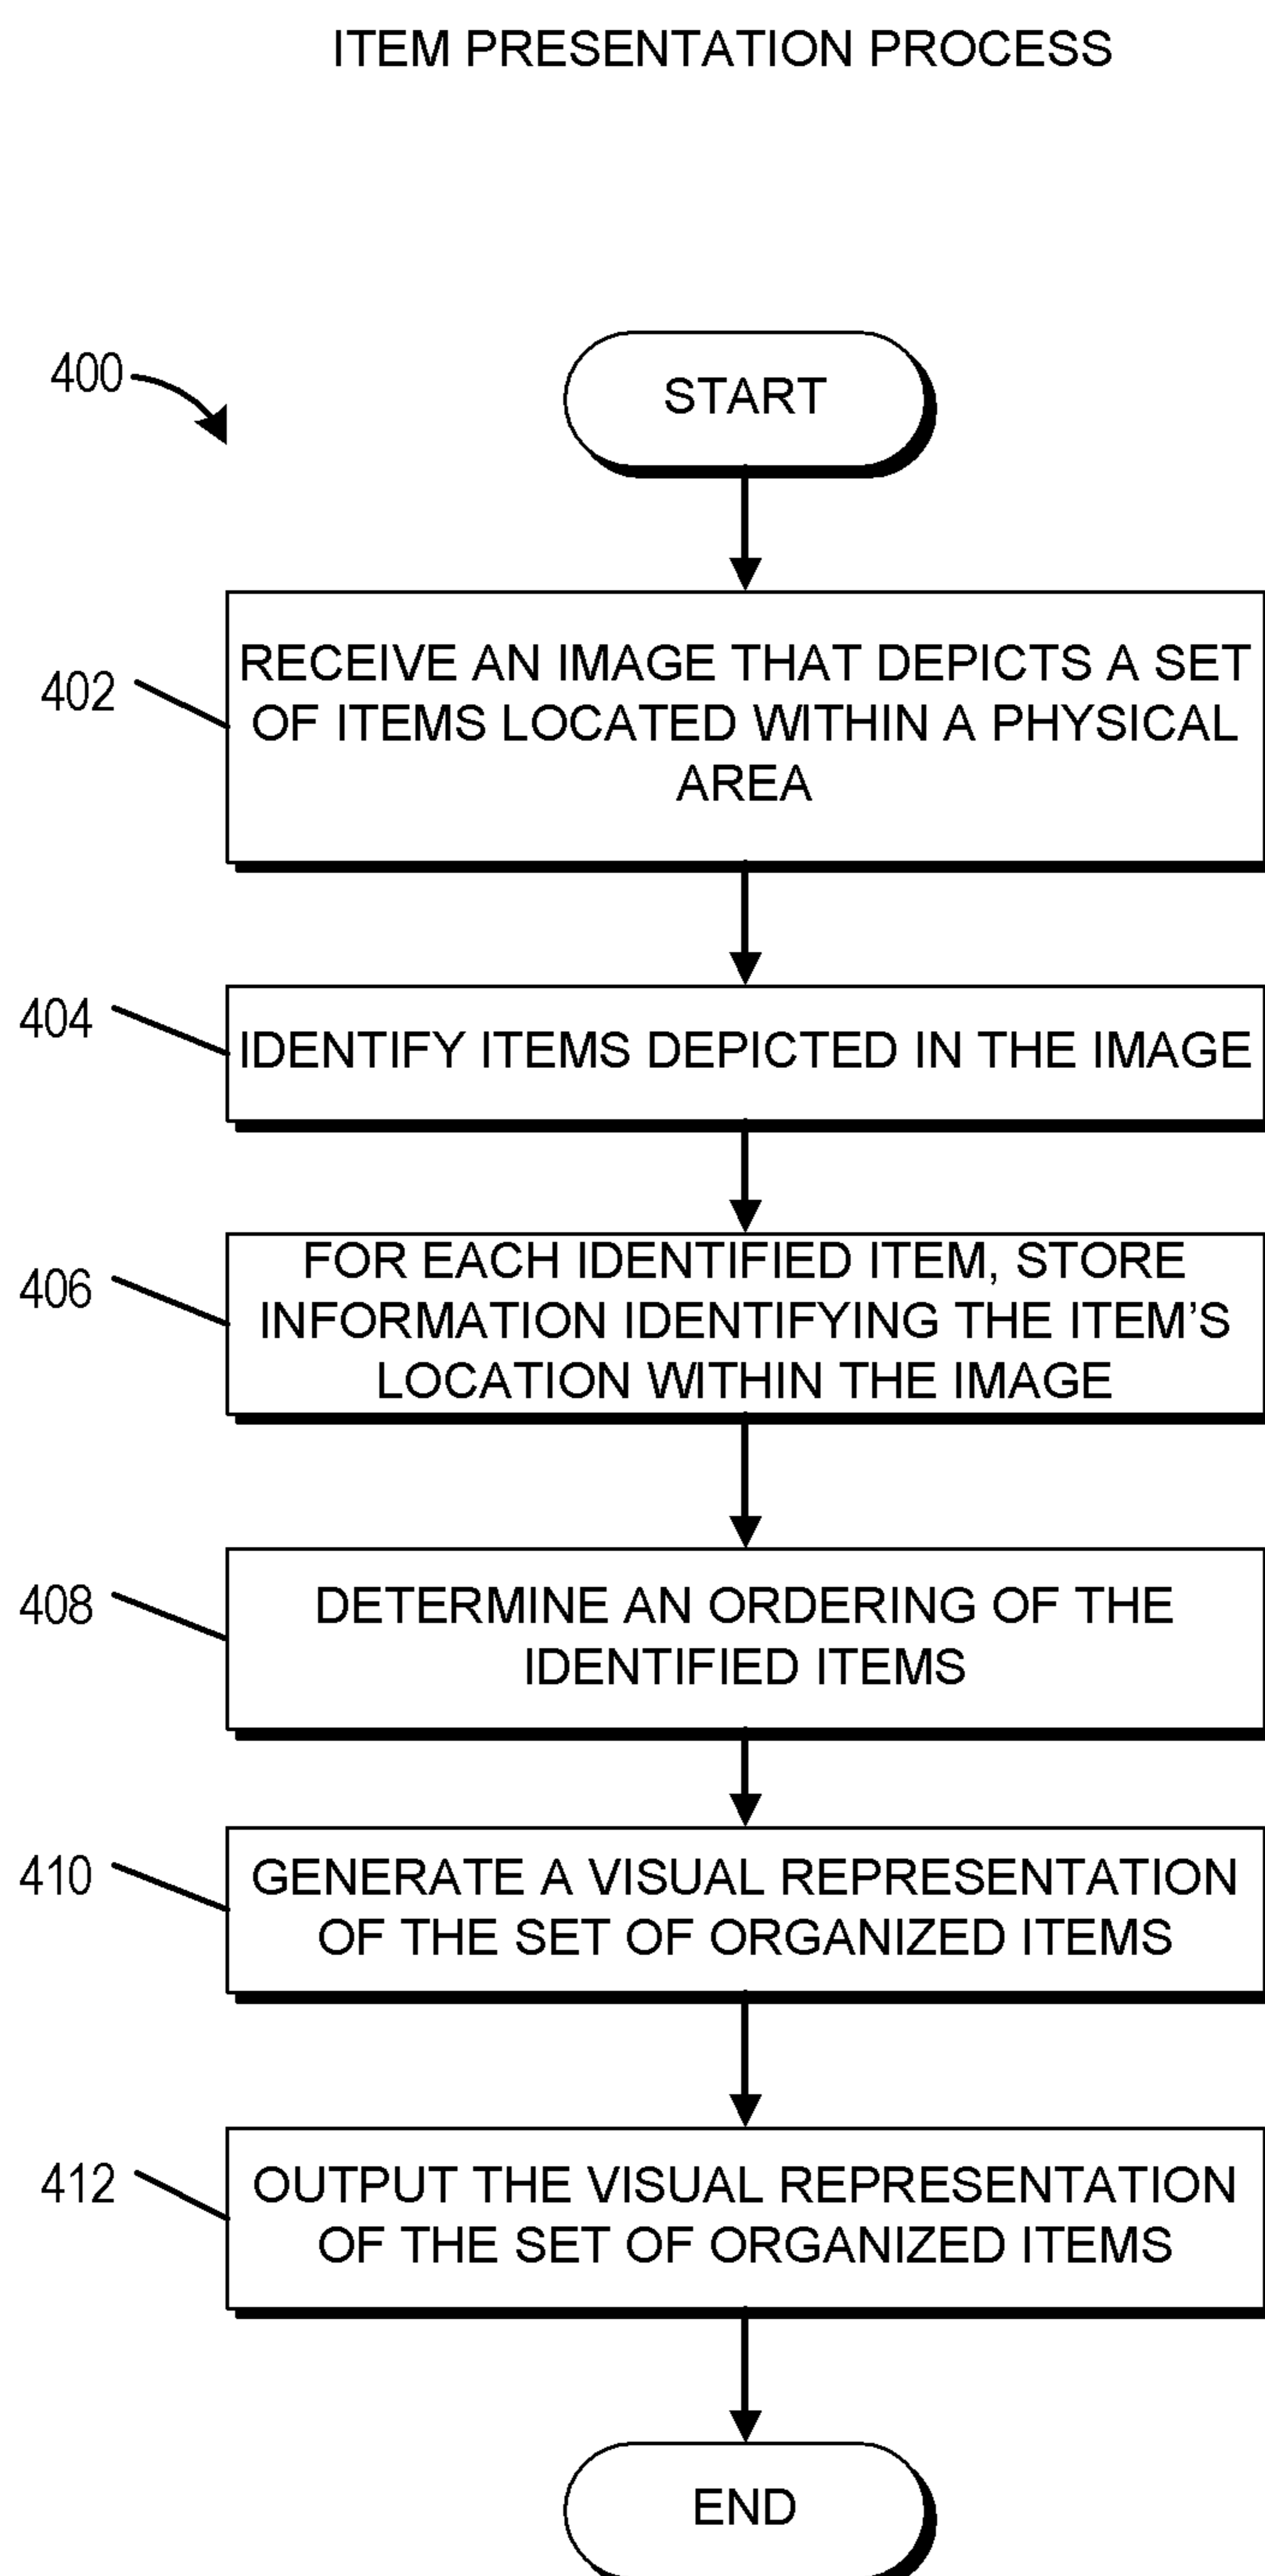 ITEM PRESENTATION PROCESS
400
START
402
RECEIVE AN IMAGE THAT DEPICTS A SET
OF ITEMS LOCATED WITHIN A PHYSICAL
AREA
404
IDENTIFY ITEMS DEPICTED IN THE IMAGE
406
FOR EACH IDENTIFIED ITEM, STORE
INFORMATION IDENTIFYING THE ITEM’S
LOCATION WITHIN THE IMAGE
408
DETERMINE AN ORDERING OF THE
IDENTIFIED ITEMS
410
GENERATE A VISUAL REPRESENTATION
OF THE SET OF ORGANIZED ITEMS
412
OUTPUT THE VISUAL REPRESENTATION
OF THE SET OF ORGANIZED ITEMS
END